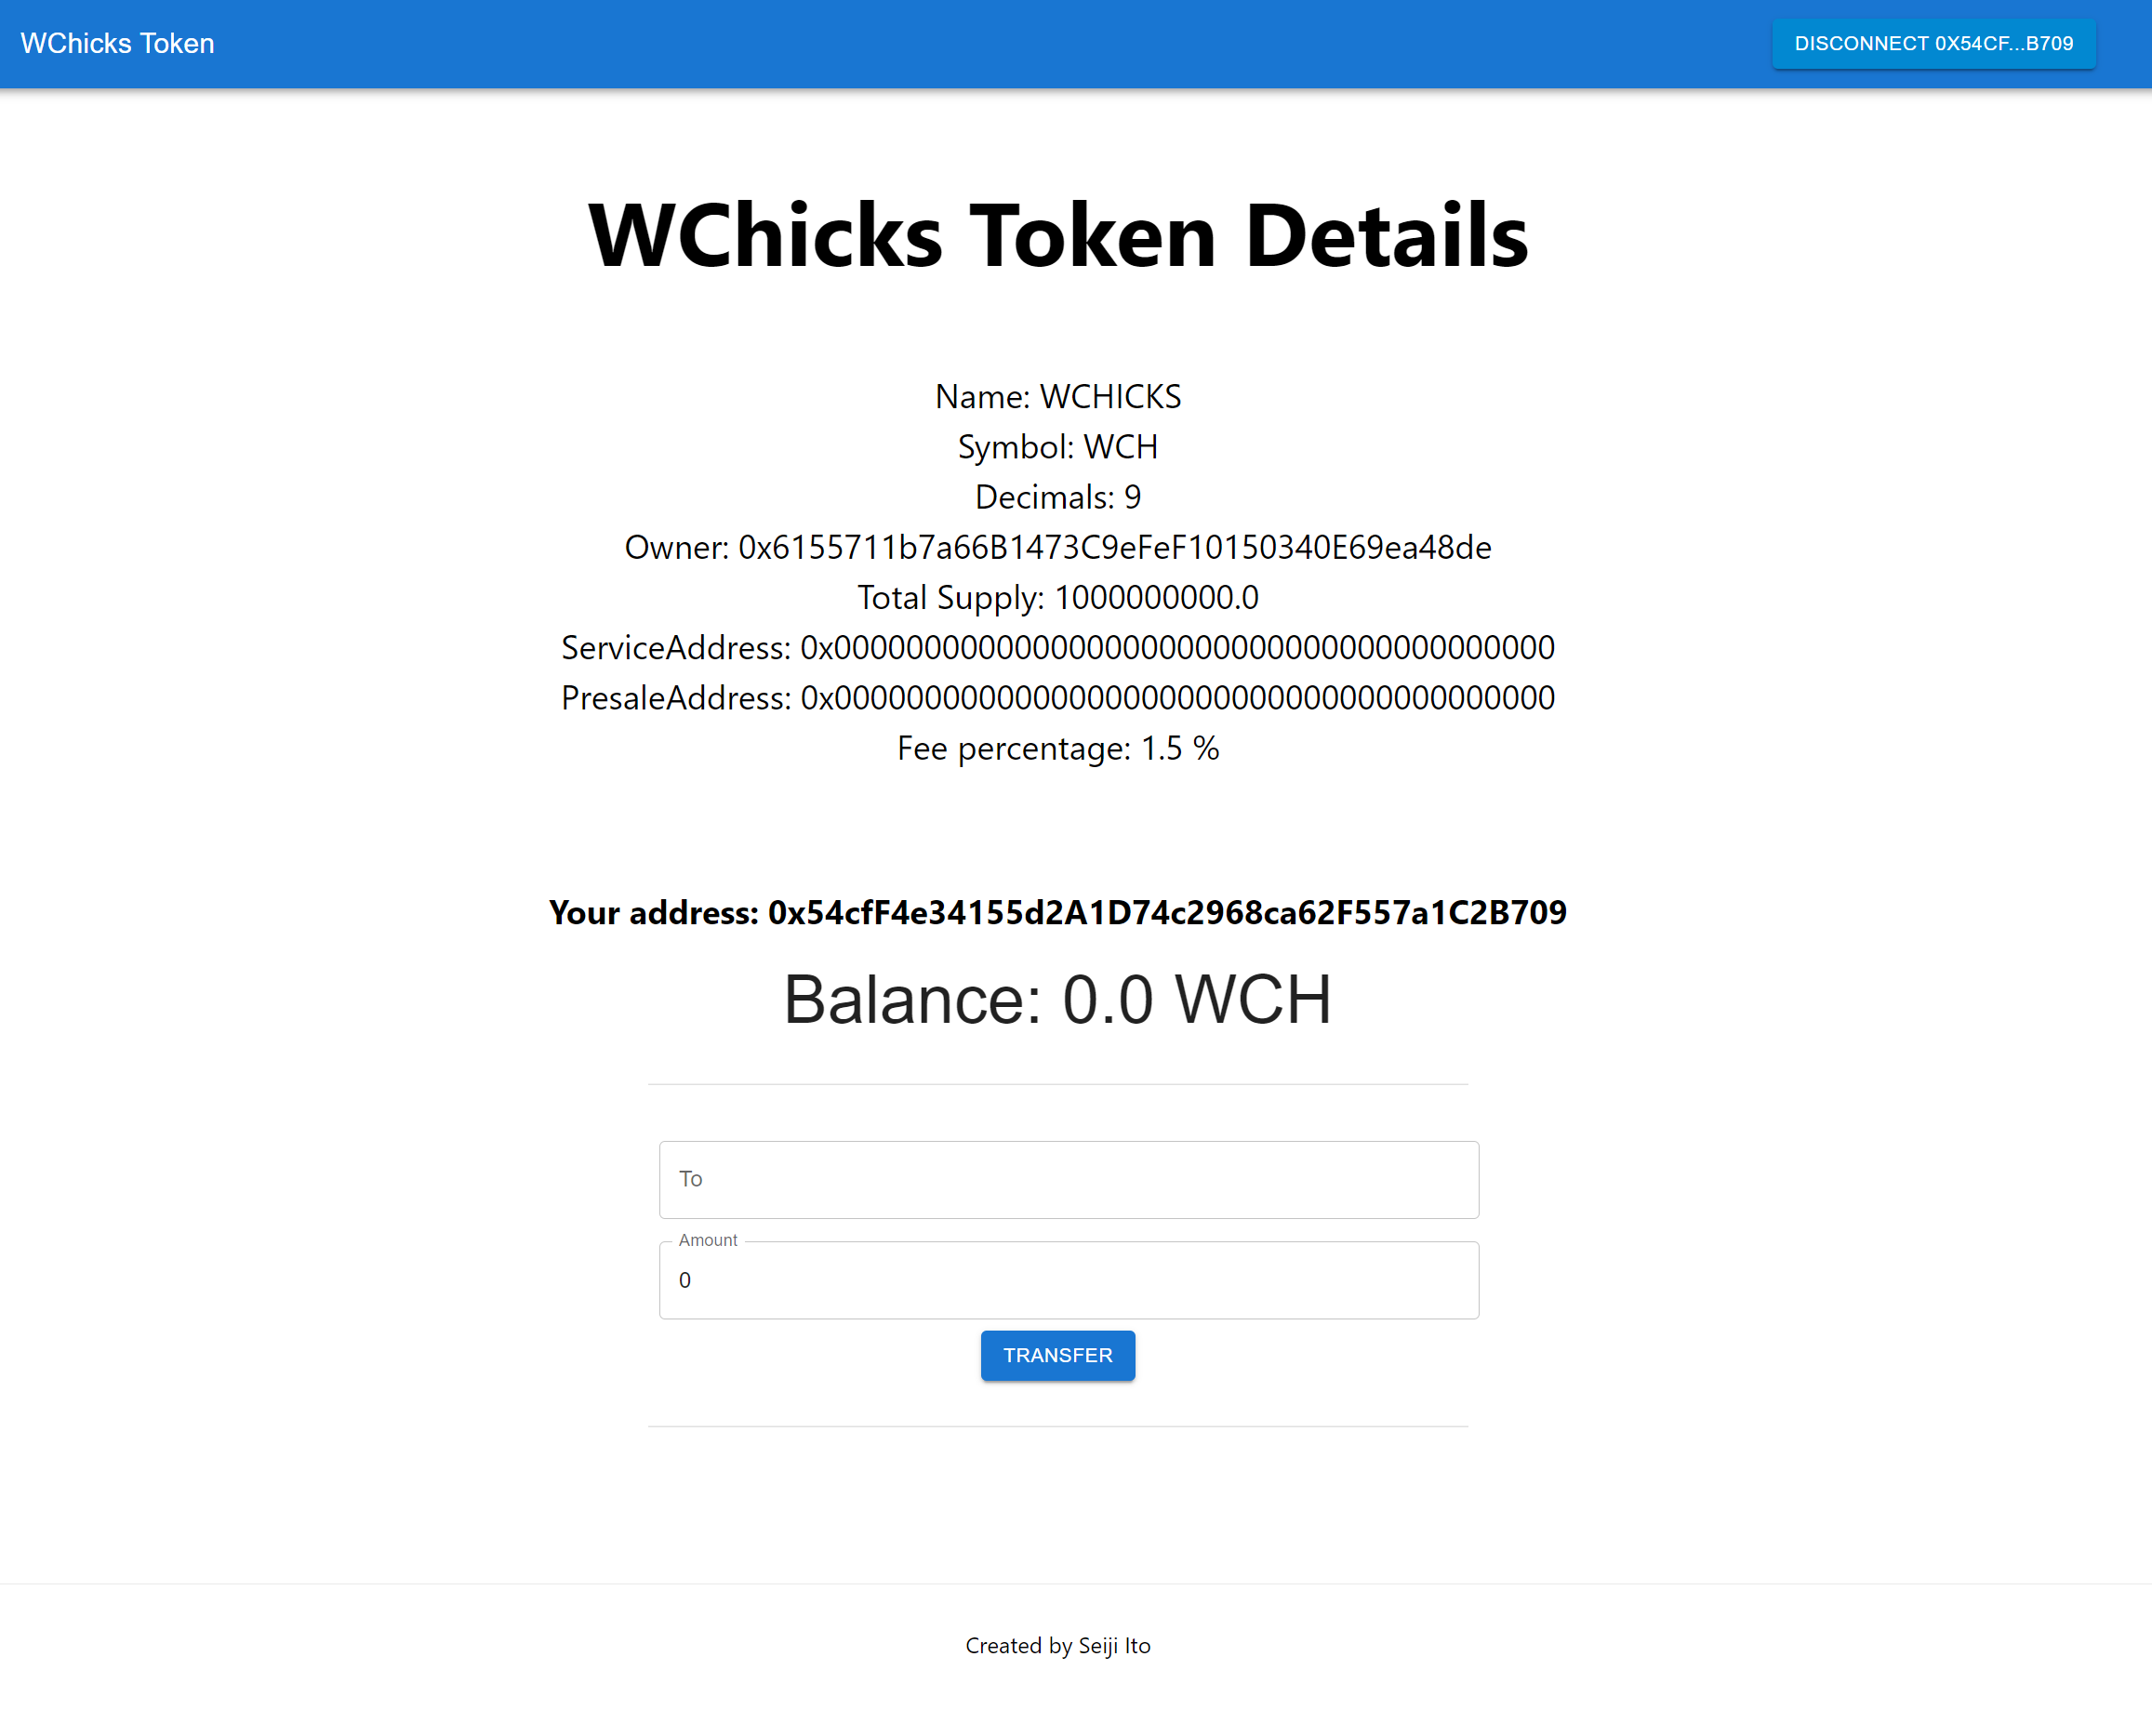 WChicks Token
DISCONNECT 0X54CF...B709
WChicks Token Details
Name: WCHICKS
Symbol: WCH
Decimals: 9
Owner: 0x6155711b7a66B1473C9eFeF10150340E69ea48de
Total Supply: 1000000000.0
ServiceAddress: 0x0000000000000000000000000000000000000000
PresaleAddress: 0x0000000000000000000000000000000000000000
Fee percentage: 1.5 %
Your address: 0x54cfF4e34155d2A1D74c2968ca62F557a1C2B709
Balance: 0.0 WCH
To
Amount
0
TRANSFER
Created by Seiji Ito